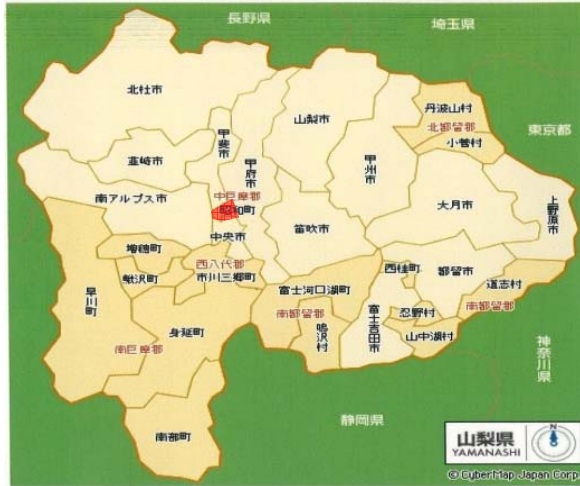 長野県
埼玉県
北杜市
山梨市
丹波山村
北都留郡
小菅村
東京都
甲斐市
甲府市
甲州市
韮崎市
中巨摩郡
南アルプス市
和町
大月市
上野原市
中央市
笛吹市
増穂町
西八代郡
市川三郷町
鰍沢町
早川町
富士河口湖町
西桂町
都留市
道志村
南都留郡
南都留郡
忍野村
鳴沢村
富士吉田市
山中湖村
身延町
南巨摩郡
神奈川県
静岡県
南部町
山梨県
YAMANASHI
N
© CyberMap Japan Corp